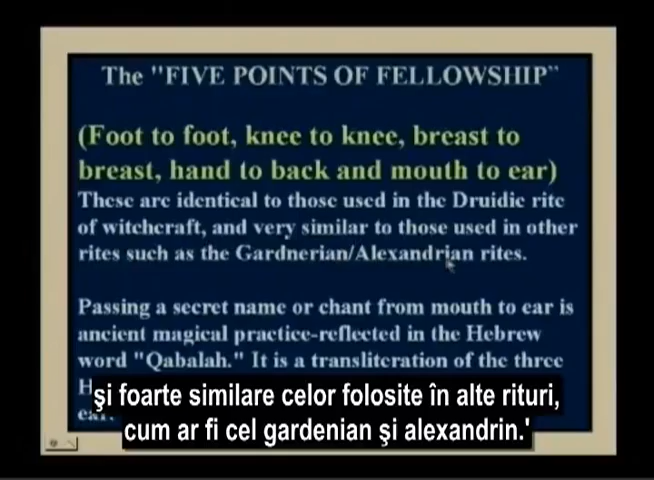 The "FIVE POINTS OF FELLOWSHIP"
(Foot to foot, knee to knee, breast to
breast, hand to back and mouth to ear)
These are identical to those used in the Druidic rite
of witchcraft, and very similar to those used in other
rites such as the Gardnerian/Alexandrian rites.
Passing a secret name or chant from mouth to ear is
ancient magical practice-reflected in the Hebrew
word "Qabalah." It is a transliteration of the three
şi foarte similare celor folosite în alte rituri,
cum ar fi cel gardenian şi alexandrin.'